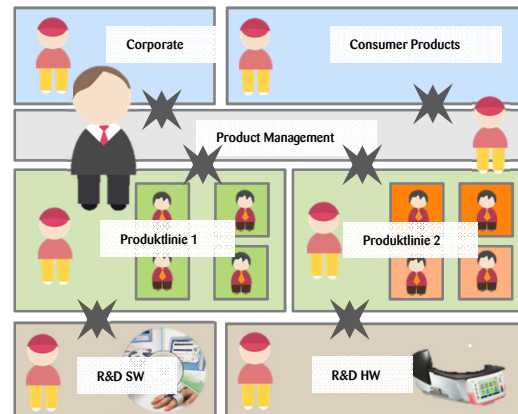 Corporate
Consumer Products
Product Management
Produktlinie 1
Produktlinie 2
R&D SW
R&D HW